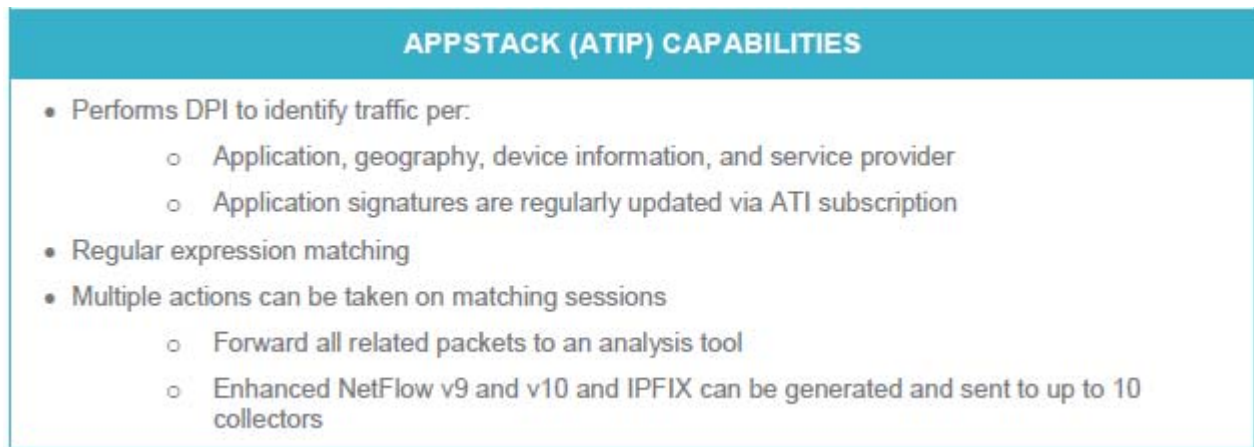 APPSTACK (ATIP) CAPABILITIES
• Performs DPI to identify traffic per:
o Application, geography, device information, and service provider
o Application signatures are regularly updated via ATI subscription
• Regular expression matching
• Multiple actions can be taken on matching sessions
o Forward all related packets to an analysis tool
o Enhanced NetFlow v9 and v10 and IPFIX can be generated and sent to up to 10
collectors